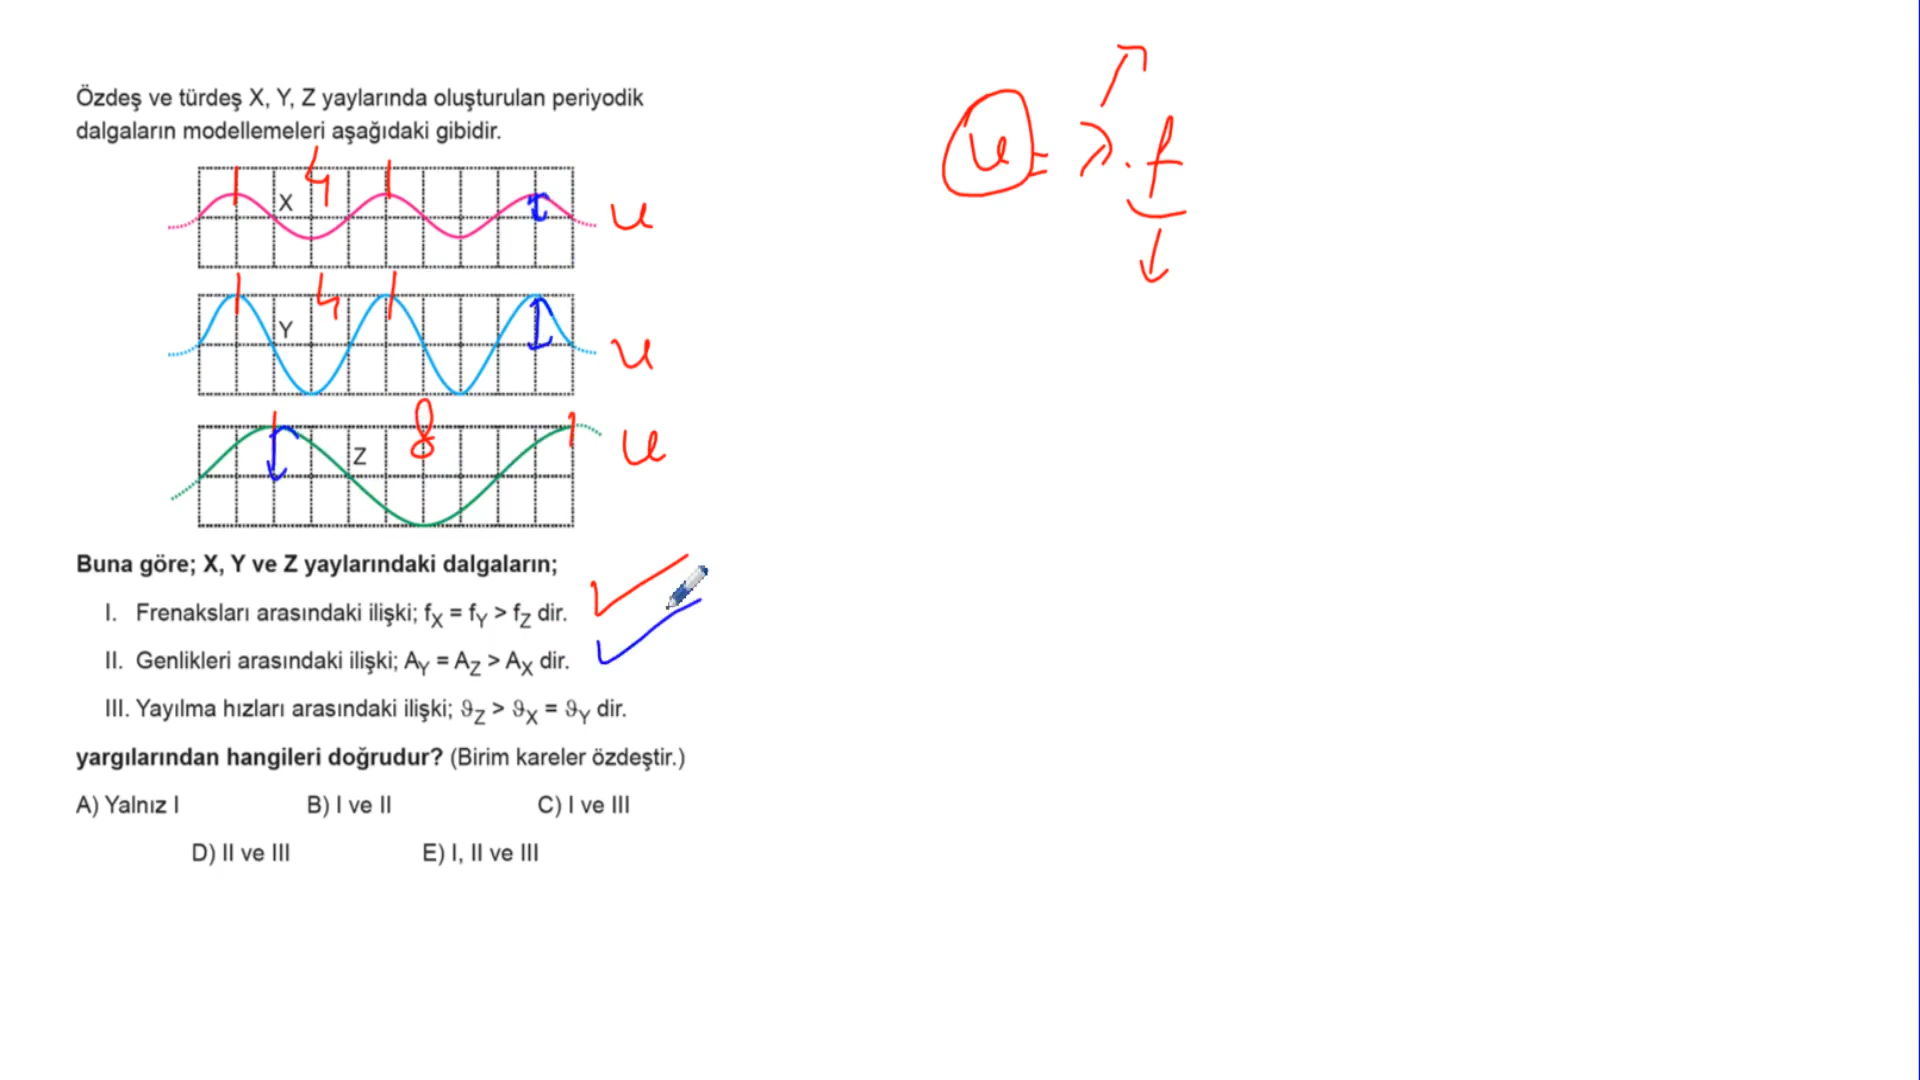 Özdeş ve türdeş X, Y, Z yaylarında oluşturulan periyodik
dalgaların modellemeleri aşağıdaki gibidir.
4
X
u
4
Y
u
8
Z
u
u = λ.f
Buna göre; X, Y ve Z yaylarındaki dalgaların;
I. Frenaksları arasındaki ilişki; fX = fY > fZ dir.
II. Genlikleri arasındaki ilişki; AY = AZ > AX dir.
III. Yayılma hızları arasındaki ilişki; ϑZ > ϑX = ϑY dir.
yargılarından hangileri doğrudur? (Birim kareler özdeştir.)
A) Yalnız I B) I ve II C) I ve III
D) II ve III E) I, II ve III